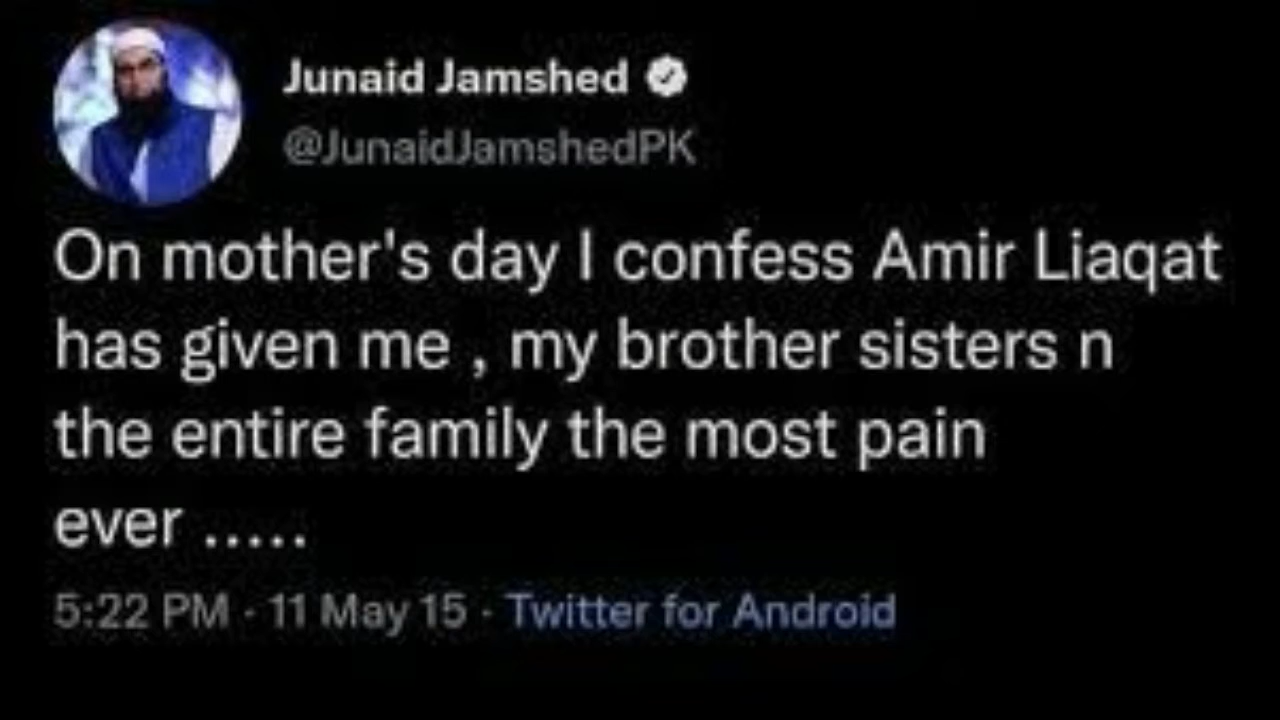 Junaid Jamshed
@JunaidJamshedPK
On mother's day I confess Amir Liaqat
has given me , my brother sisters n
the entire family the most pain
ever .....
5:22 PM · 11 May 15 · Twitter for Android